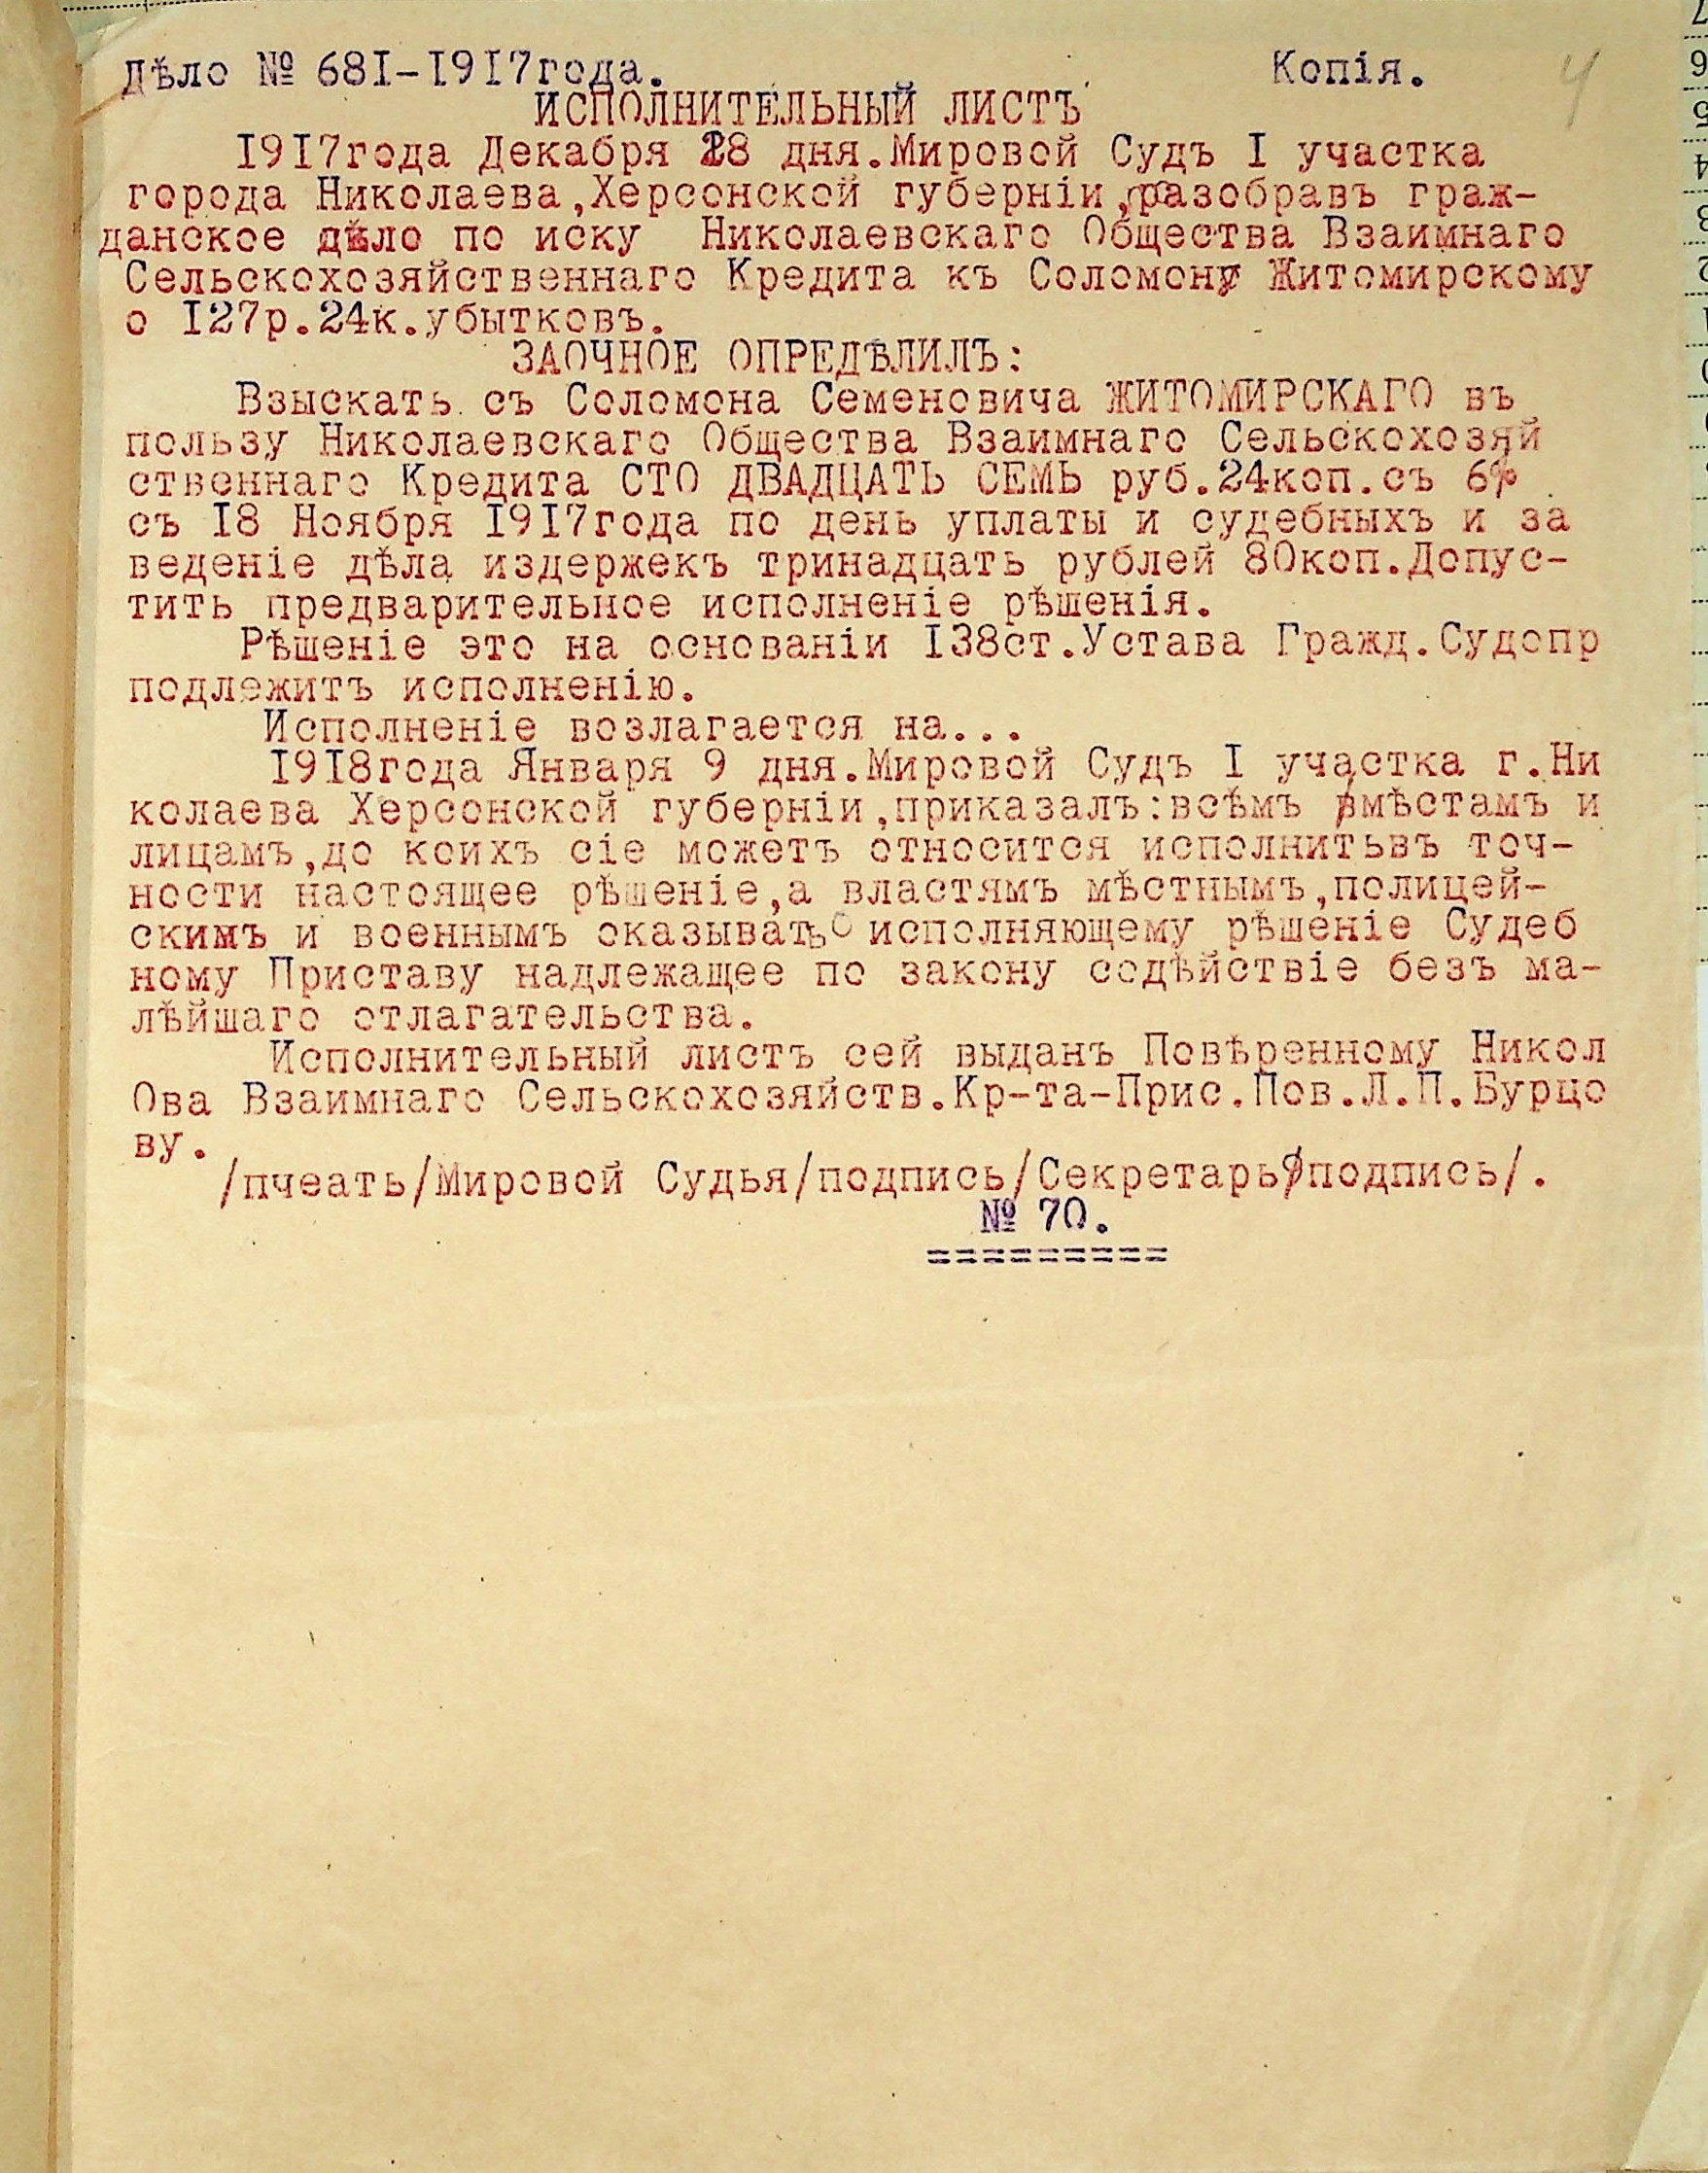 Дѣло № 681-1917года.
Копія.
4
ИСПОЛНИТЕЛЬНЫЙ ЛИСТЪ
1917года Декабря 28 дня.Мировой Судъ I участка
города Николаева,Херсонской губерніи,разобравъ граж-
данское дѣло по иску Николаевскаго Общества Взаимнаго
Сельскохозяйственнаго Кредита къ Соломону Житомирскому
о 127р.24к.убытковъ.
ЗАОЧНОЕ ОПРЕДѢЛИЛЪ:
Взыскать съ Соломона Семеновича ЖИТОМИРСКАГО въ
пользу Николаевскаго Общества Взаимнаго Сельскохозяй
ственнаго Кредита СТО ДВАДЦАТЬ СЕМЬ руб.24коп.съ 6%
съ 18 Ноября 1917года по день уплаты и судебныхъ и за
веденіе дѣла издержекъ тринадцать рублей 80коп.Допус-
тить предварительное исполненіе рѣшенія.
Рѣшеніе это на основаніи 138ст.Устава Гражд.Судопр
подлежитъ исполненію.
Исполненіе возлагается на...
1918года Января 9 дня.Мировой Судъ I участка г.Ни
колаева Херсонской губерніи,приказалъ:всѣмъ мѣстамъ и
лицамъ,до коихъ сіе можетъ относится исполнитьвъ точ-
ности настоящее рѣшеніе,а властямъ мѣстнымъ,полицей-
скимъ и военнымъ оказывать исполняющему рѣшеніе Судеб
ному Приставу надлежащее по закону содѣйствіе безъ ма-
лѣйшаго отлагательства.
Исполнительный листъ сей выданъ Повѣренному Никол
Ова Взаимнаго Сельскохозяйств.Кр-та-Прис.Пов.Л.П.Бурцо
ву.
/пчеать/Мировой Судья/подпись/Секретарь/подпись/.
№ 70.
=========